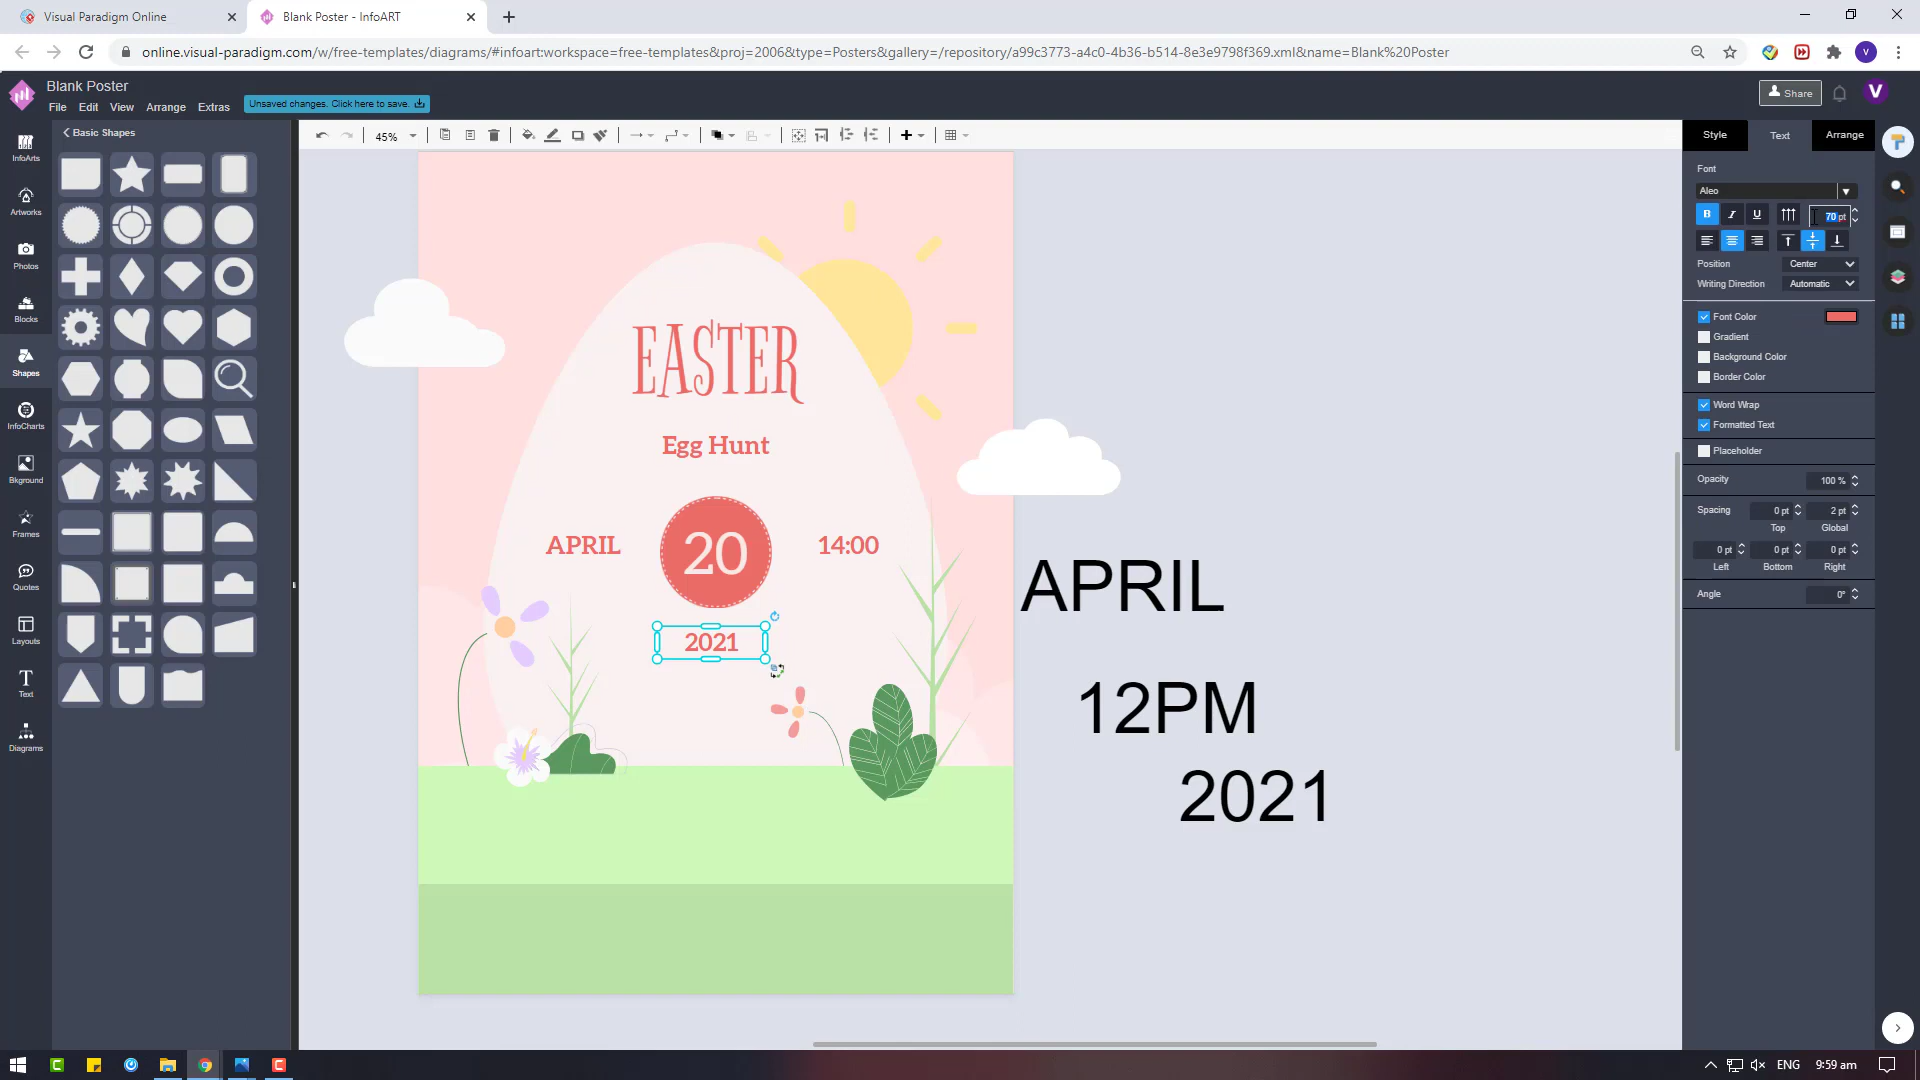 Visual Paradigm Online
Blank Poster - InfoART
online.visual-paradigm.com/w/free-templates/diagrams/#infoart:workspace=free-templates&proj=2006&type=Posters&gallery=/repository/a99c3773-a4c0-4b36-b514-8e3e9798f369.xml&name=Blank%20Poster
V
Blank Poster
File Edit View Arrange Extras
Unsaved changes. Click here to save.
Share
V
Basic Shapes
45%
InfoArts
Artworks
Photos
Blocks
Shapes
InfoCharts
Bkground
Frames
Quotes
Layouts
T
Text
Diagrams
EASTER
Egg Hunt
APRIL
20
14:00
2021
APRIL
12PM
2021
Style Text Arrange
Font
Aleo
B I U 70 pt
Position Center
Writing Direction Automatic
Font Color
Gradient
Background Color
Border Color
Word Wrap
Formatted Text
Placeholder
Opacity 100 %
Spacing 0 pt 2 pt
Top Global
0 pt 0 pt 0 pt
Left Bottom Right
Angle 0°
ENG 9:59 am